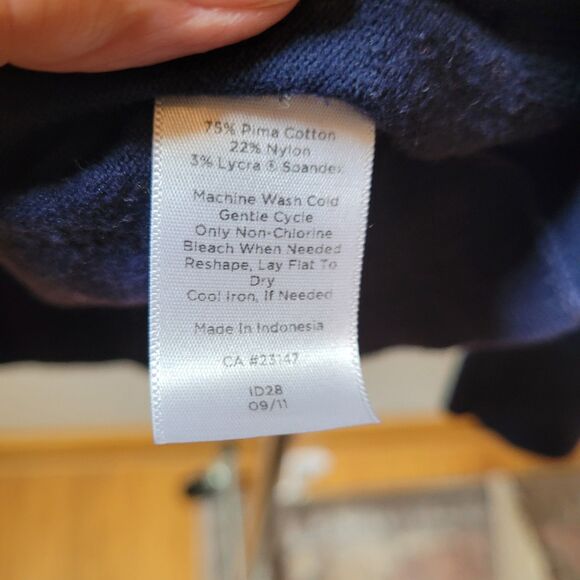 75% Pima Cotton
22% Nylon
3% Lycra ® Spandex
Machine Wash Cold
Gentle Cycle
Only Non-Chlorine
Bleach When Needed
Reshape, Lay Flat To
Dry
Cool Iron, If Needed
Made in Indonesia
CA #23147
ID28
09/11